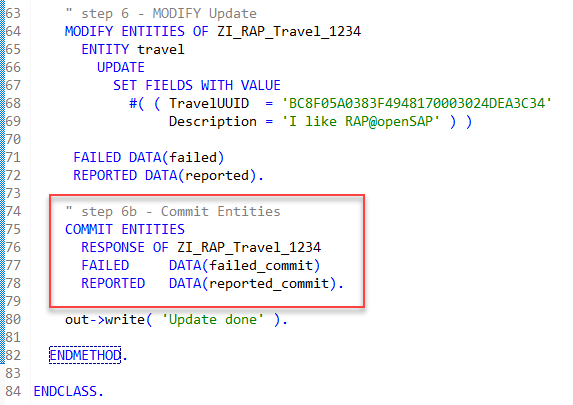 63 " step 6 - MODIFY Update
64 MODIFY ENTITIES OF ZI_RAP_Travel_1234
65 ENTITY travel
66 UPDATE
67 SET FIELDS WITH VALUE
68 #( ( TravelUUID = 'BC8F05A0383F4948170003024DEA3C34'
69 Description = 'I like RAP@openSAP' ) )
70
71 FAILED DATA(failed)
72 REPORTED DATA(reported).
73
74 " step 6b - Commit Entities
75 COMMIT ENTITIES
76 RESPONSE OF ZI_RAP_Travel_1234
77 FAILED DATA(failed_commit)
78 REPORTED DATA(reported_commit).
79
80 out->write( 'Update done' ).
81
82 ENDMETHOD.
83
84 ENDCLASS.